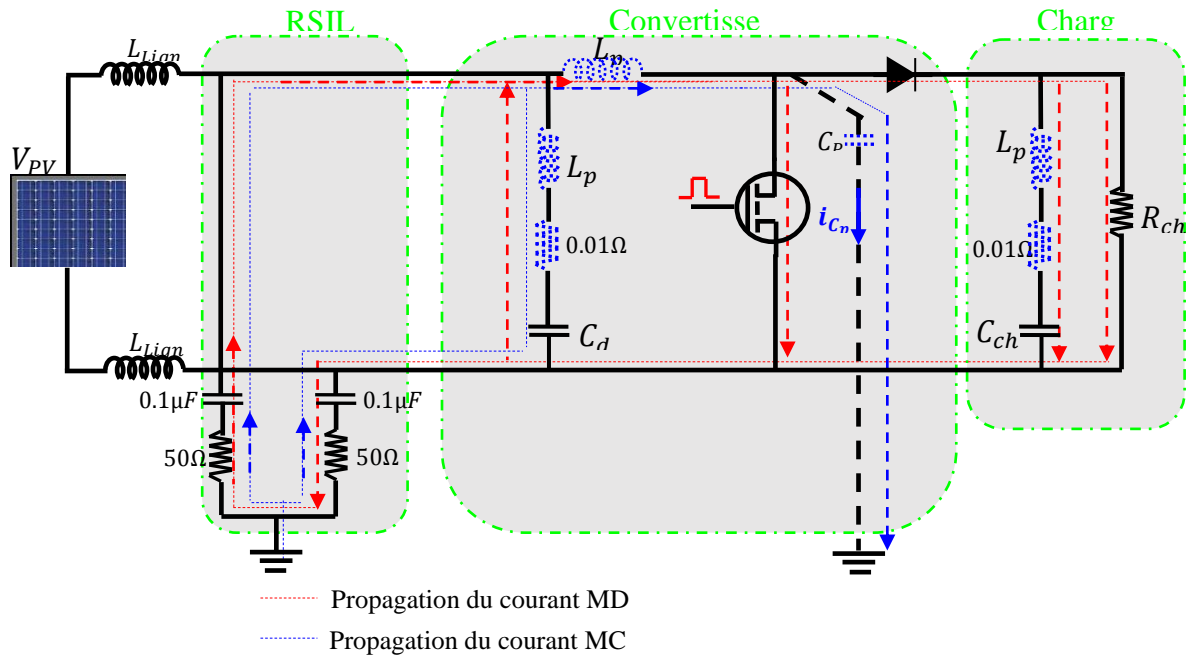 RSIL
Convertisse
Charg
L_Lign
L_p
V_PV
L_p
C_P
L_p
0.01Ω
i_Cp
R_ch
0.01Ω
C_d
C_ch
L_Lign
0.1µF
0.1µF
50Ω
50Ω
Propagation du courant MD
Propagation du courant MC